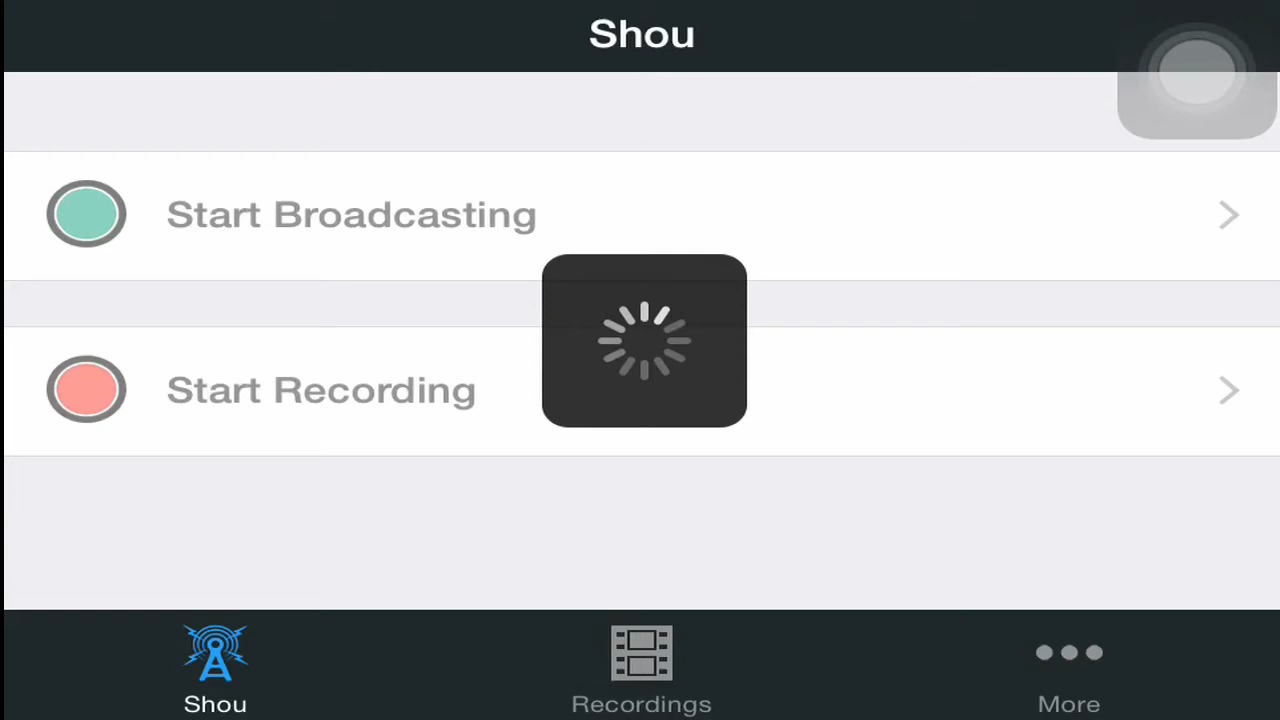 Shou
Start Broadcasting
Start Recording
Shou
Recordings
More